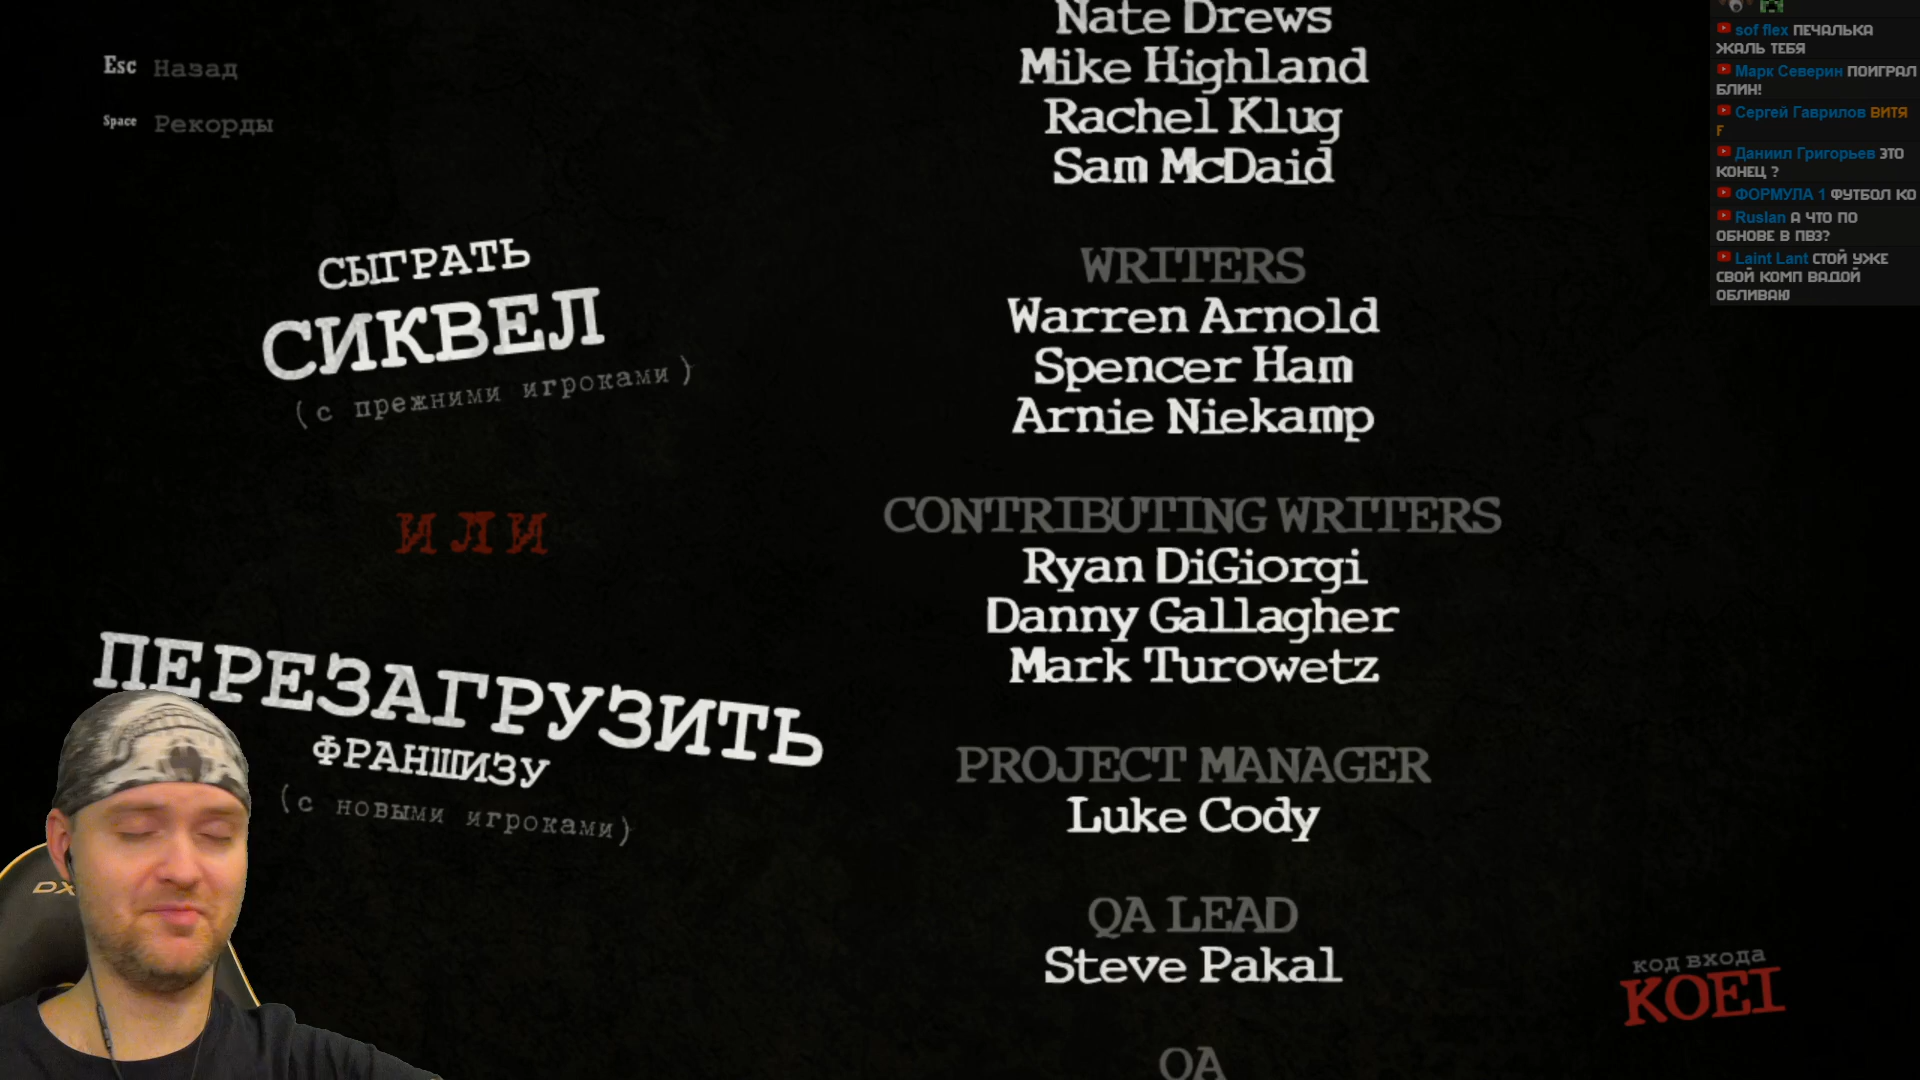 Esc Назад
Space Рекорды
СЫГРАТЬ
СИКВЕЛ
(с прежними игроками)
ИЛИ
ПЕРЕЗАГРУЗИТЬ
ФРАНШИЗУ
(с новыми игроками)
DX
Nate Drews
Mike Highland
Rachel Klug
Sam McDaid
WRITERS
Warren Arnold
Spencer Ham
Arnie Niekamp
CONTRIBUTING WRITERS
Ryan DiGiorgi
Danny Gallagher
Mark Turowetz
PROJECT MANAGER
Luke Cody
QA LEAD
Steve Pakal
QA
sof flex ПЕЧАЛЬКА
ЖАЛЬ ТЕБЯ
Марк Северин ПОИГРАЛ
БЛИН!
Сергей Гаврилов ВИТЯ
F
Даниил Григорьев ЭТО
КОНЕЦ ?
ФОРМУЛА 1 ФУТБОЛ КО
Ruslan А ЧТО ПО
ОБНОВЕ В ПВЗ?
Laint Lant СТОЙ УЖЕ
СВОЙ КОМП ВАДОЙ
ОБЛИВАЮ
код входа
KOEI